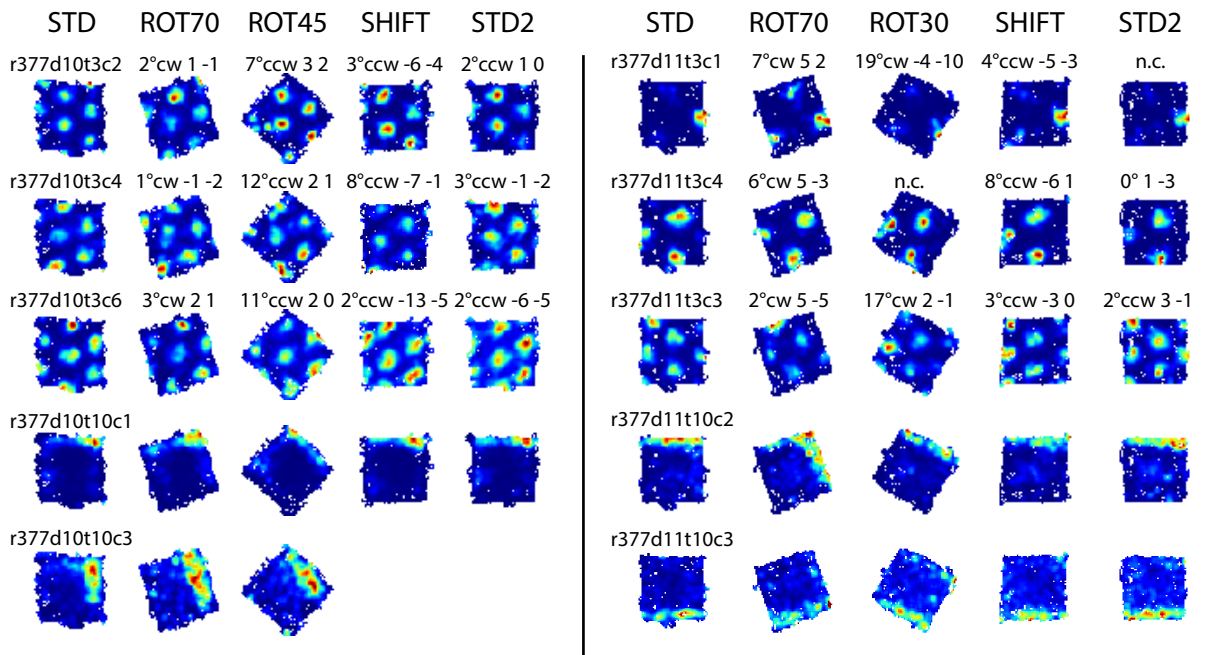 STD ROT70 ROT45 SHIFT STD2
r377d10t3c2 2°cw 1 -1 7°ccw 3 2 3°ccw -6 -4 2°ccw 1 0
r377d10t3c4 1°cw -1 -2 12°ccw 2 1 8°ccw -7 -1 3°ccw -1 -2
r377d10t3c6 3°cw 2 1 11°ccw 2 0 2°ccw -13 -5 2°ccw -6 -5
r377d10t10c1
r377d10t10c3
STD ROT70 ROT30 SHIFT STD2
r377d11t3c1 7°cw 5 2 19°cw -4 -10 4°ccw -5 -3 n.c.
r377d11t3c4 6°cw 5 -3 n.c. 8°ccw -6 1 0° 1 -3
r377d11t3c3 2°cw 5 -5 17°cw 2 -1 3°ccw -3 0 2°ccw 3 -1
r377d11t10c2
r377d11t10c3